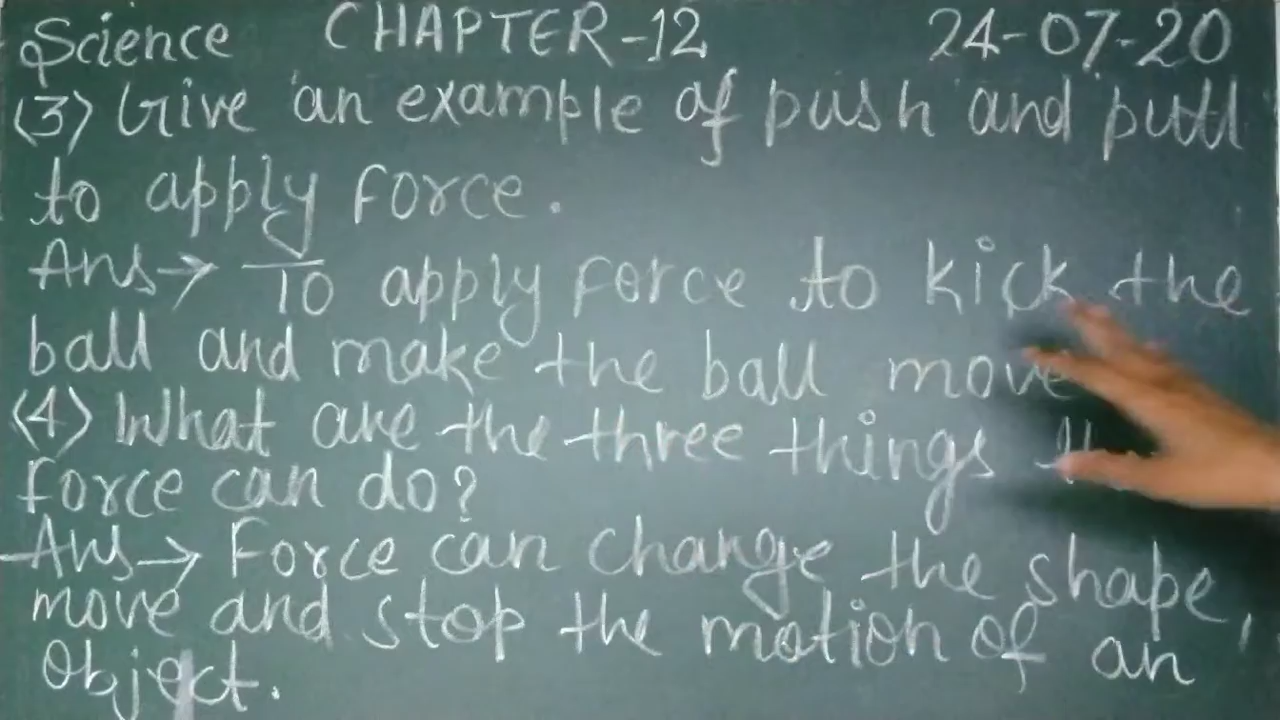 Science CHAPTER-12 24-07-20
(3) Give an example of push and pull
to apply force.
Ans→ To apply force to kick the
ball and make the ball move
(4) What are the three things
force can do?
Ans→ Force can change the shape,
move and stop the motion of an
object.